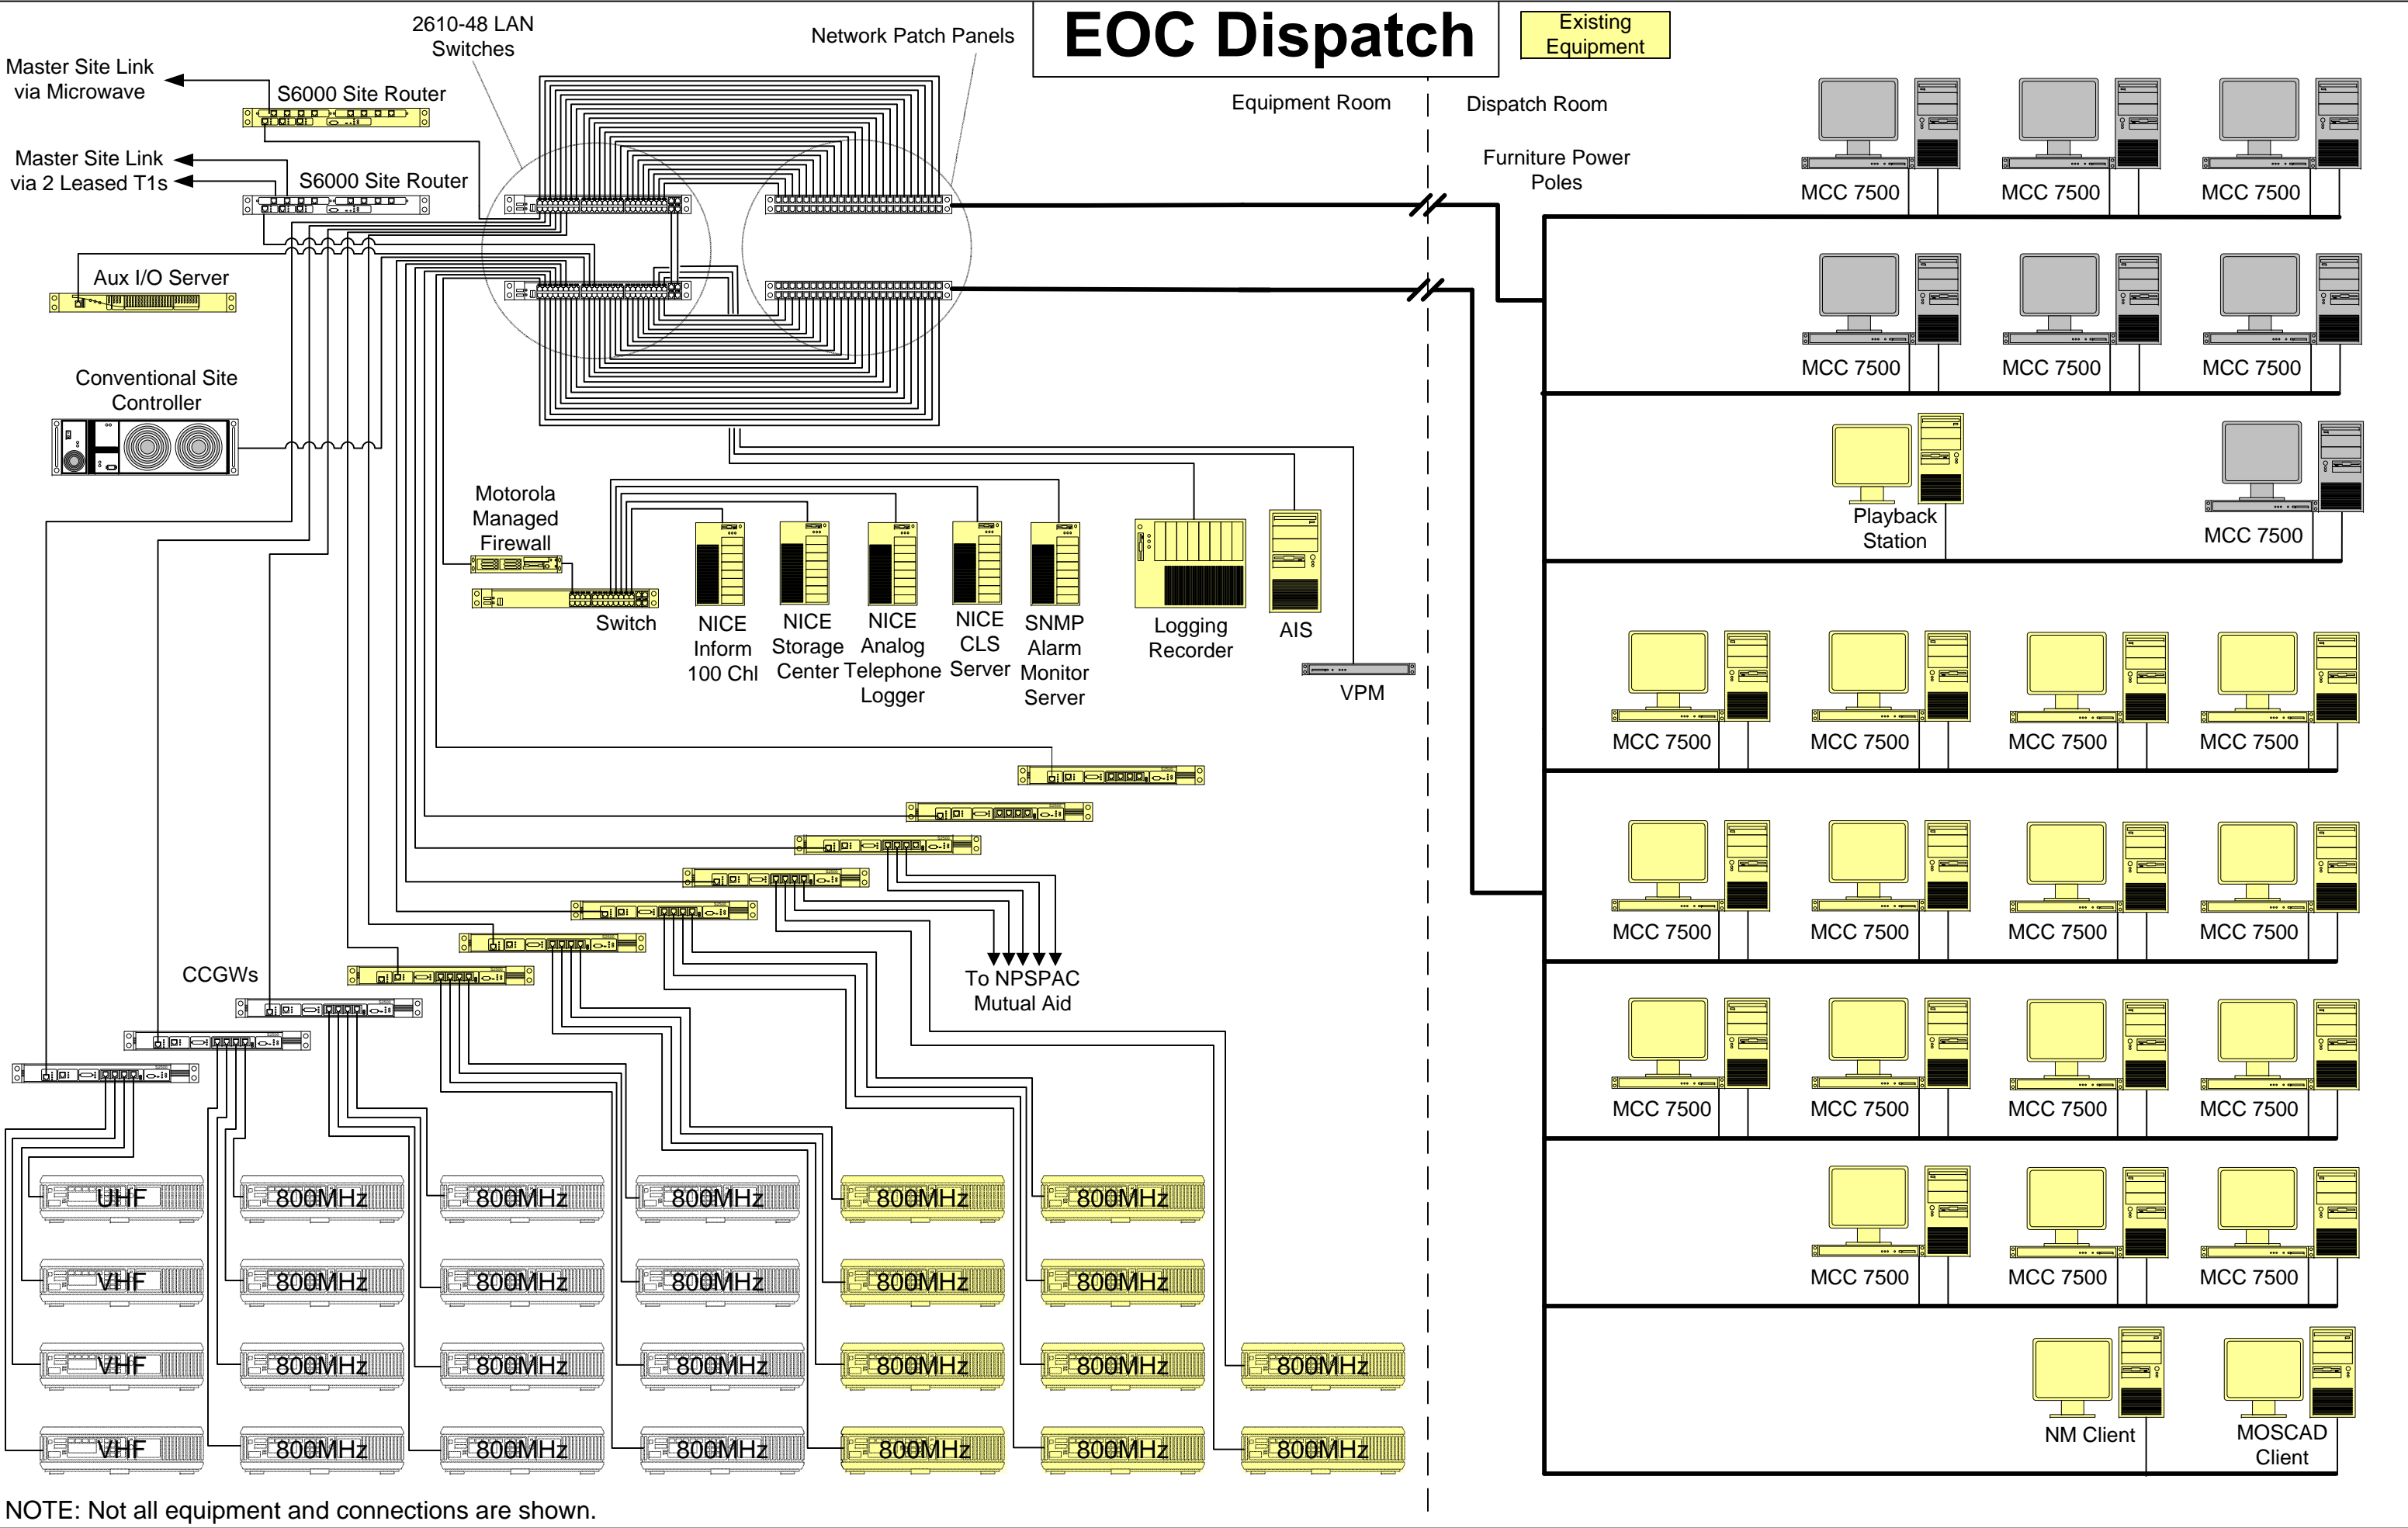 EOC Dispatch
Existing
Equipment
2610-48 LAN
Switches
Network Patch Panels
Master Site Link
via Microwave
S6000 Site Router
Equipment Room
Dispatch Room
Master Site Link
via 2 Leased T1s
S6000 Site Router
Furniture Power
Poles
MCC 7500
MCC 7500
MCC 7500
Aux I/O Server
MCC 7500
MCC 7500
MCC 7500
Conventional Site
Controller
Motorola
Managed
Firewall
Switch
NICE
Inform
100 Chl
NICE
Storage
Center
NICE
Analog
Telephone
Logger
NICE
CLS
Server
SNMP
Alarm
Monitor
Server
Logging
Recorder
AIS
VPM
Playback
Station
MCC 7500
MCC 7500
MCC 7500
MCC 7500
MCC 7500
MCC 7500
MCC 7500
MCC 7500
MCC 7500
To NPSPAC
Mutual Aid
CCGWs
MCC 7500
MCC 7500
MCC 7500
MCC 7500
MCC 7500
MCC 7500
MCC 7500
UHF
800MHz
800MHz
800MHz
800MHz
800MHz
VHF
800MHz
800MHz
800MHz
800MHz
800MHz
VHF
800MHz
800MHz
800MHz
800MHz
800MHz
800MHz
VHF
800MHz
800MHz
800MHz
800MHz
800MHz
800MHz
NM Client
MOSCAD
Client
NOTE: Not all equipment and connections are shown.